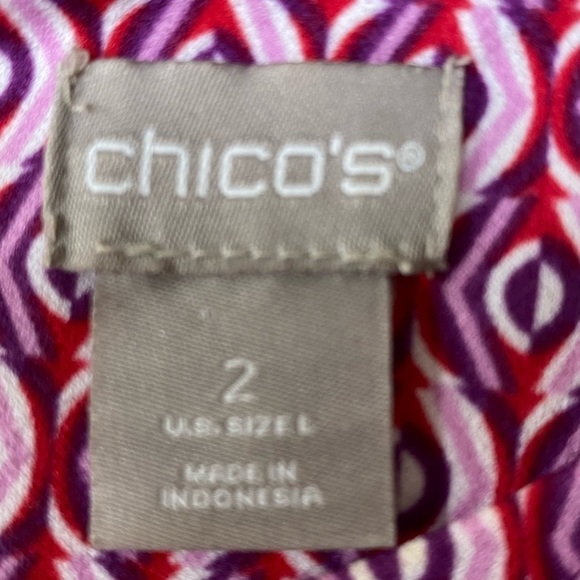 chico's®
2
U.S. SIZE L
MADE IN
INDONESIA